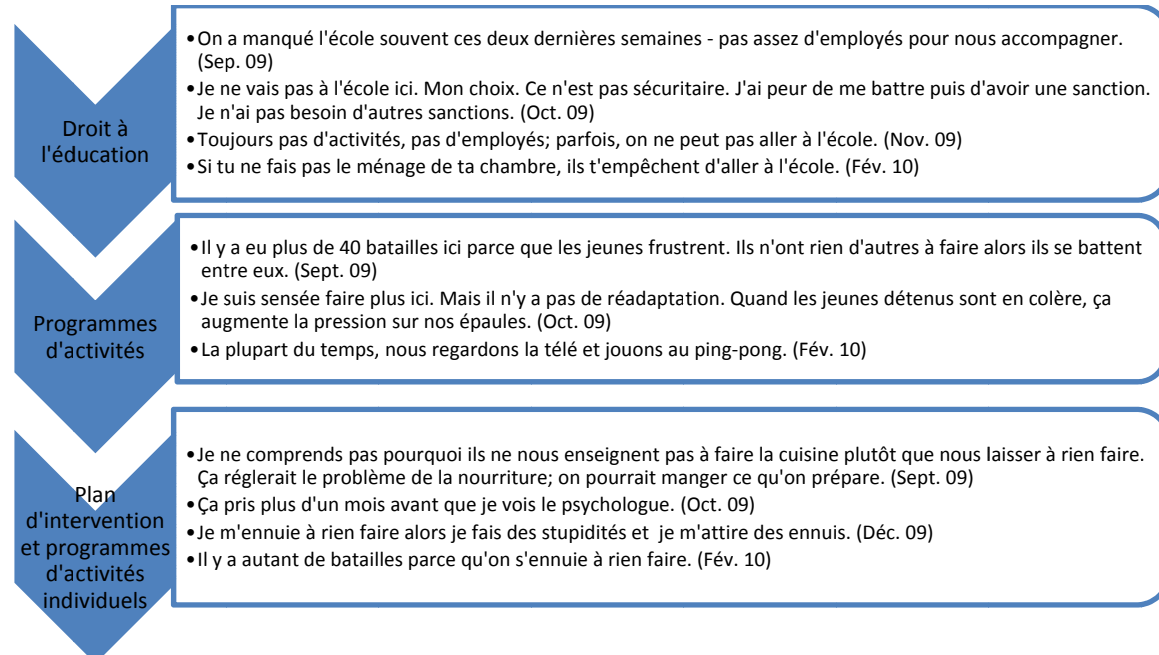 Droit à
l'éducation
•On a manqué l'école souvent ces deux dernières semaines - pas assez d'employés pour nous accompagner.
(Sep. 09)
•Je ne vais pas à l'école ici. Mon choix. Ce n'est pas sécuritaire. J'ai peur de me battre puis d'avoir une sanction.
Je n'ai pas besoin d'autres sanctions. (Oct. 09)
•Toujours pas d'activités, pas d'employés; parfois, on ne peut pas aller à l'école. (Nov. 09)
•Si tu ne fais pas le ménage de ta chambre, ils t'empêchent d'aller à l'école. (Fév. 10)
Programmes
d'activités
•Il y a eu plus de 40 batailles ici parce que les jeunes frustrent. Ils n'ont rien d'autres à faire alors ils se battent
entre eux. (Sept. 09)
•Je suis sensée faire plus ici. Mais il n'y a pas de réadaptation. Quand les jeunes détenus sont en colère, ça
augmente la pression sur nos épaules. (Oct. 09)
•La plupart du temps, nous regardons la télé et jouons au ping-pong. (Fév. 10)
Plan
d'intervention
et programmes
d'activités
individuels
•Je ne comprends pas pourquoi ils ne nous enseignent pas à faire la cuisine plutôt que nous laisser à rien faire.
Ça réglerait le problème de la nourriture; on pourrait manger ce qu'on prépare. (Sept. 09)
•Ça pris plus d'un mois avant que je vois le psychologue. (Oct. 09)
•Je m'ennuie à rien faire alors je fais des stupidités et je m'attire des ennuis. (Déc. 09)
•Il y a autant de batailles parce qu'on s'ennuie à rien faire. (Fév. 10)